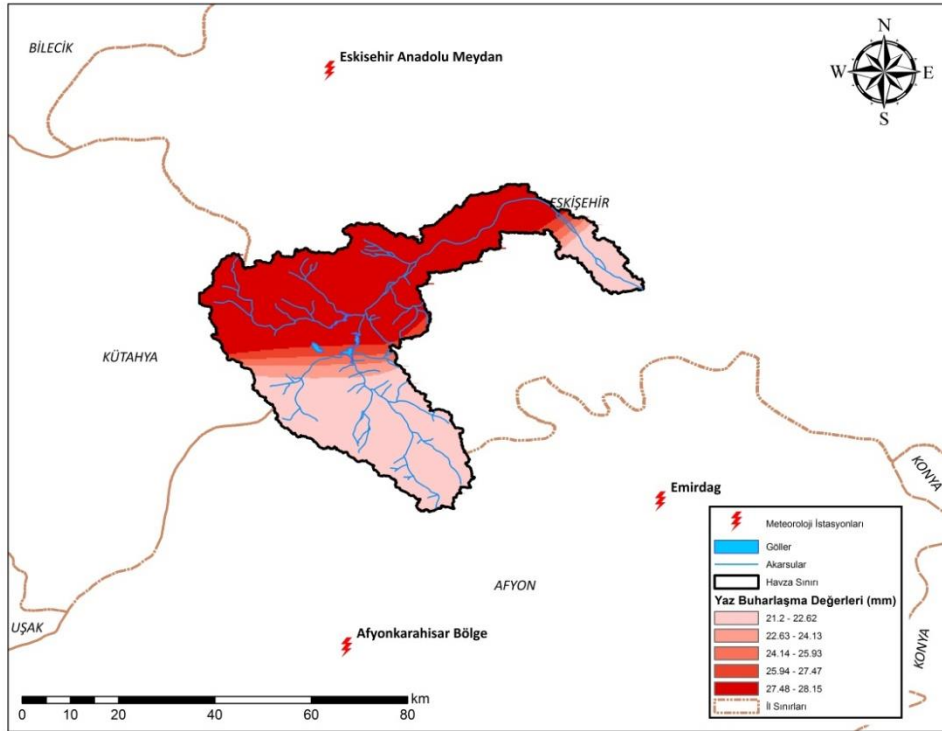 BİLECİK
Eskisehir Anadolu Meydan
N
W
E
S
ESKİŞEHİR
KÜTAHYA
KONYA
Emirdag
Meteoroloji İstasyonları
Göller
Akarsular
Havza Sınırı
Yaz Buharlaşma Değerleri (mm)
21.2 - 22.62
22.63 - 24.13
24.14 - 25.93
25.94 - 27.47
27.48 - 28.15
İl Sınırları
KONYA
AFYON
UŞAK
Afyonkarahisar Bölge
km
0 10 20 40 60 80